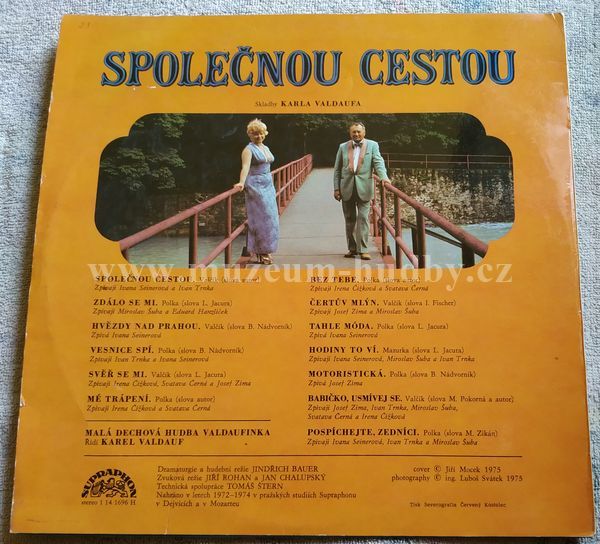 SPOLEČNOU CESTOU
Skladby KARLA VALDAUFA
www.muzeum-hudby.cz
SPOLEČNOU CESTOU. Valčík (slova autor)
Zpívají Ivana Seinerová a Ivan Trnka
ZDÁLO SE MI. Polka (slova L. Jacura)
Zpívají Miroslav Šuba a Eduard Hanzlíček
HVĚZDY NAD PRAHOU. Valčík (slova B. Nádvorník)
Zpívá Ivana Seinerová
VESNICE SPÍ. Polka (slova B. Nádvorník)
Zpívají Ivan Trnka a Ivana Seinerová
SVĚŘ SE MI. Polka (slova L. Jacura)
Zpívají Irena Čížková, Svatava Černá a Josef Zíma
MÉ TRÁPENÍ. Polka (slova autor)
Zpívají Irena Čížková a Svatava Černá
MALÁ DECHOVÁ HUDBA VALDAUFINKA
Řídí KAREL VALDAUF
BEZ TEBE. Polka (slova autor)
Zpívají Irena Čížková a Svatava Černá
ČERTŮV MLÝN. Valčík (slova I. Fischer)
Zpívají Josef Zíma a Miroslav Šuba
TAHLE MÓDA. Polka (slova L. Jacura)
Zpívá Ivana Seinerová
HODINY TO VÍ. Mazurka (slova L. Jacura)
Zpívají Ivana Seinerová, Miroslav Šuba a Ivan Trnka
MOTORISTICKÁ. Polka (slova B. Nádvorník)
Zpívá Josef Zíma
BABIČKO, USMÍVEJ SE. Valčík (slova M. Pokorná a autor)
Zpívají Josef Zíma, Ivan Trnka, Miroslav Šuba,
Svatava Černá a Irena Čížková
POSPÍCHEJTE, ZEDNÍCI. Polka (slova M. Zikán)
Zpívají Ivana Seinerová, Ivan Trnka a Miroslav Šuba
SUPRAPHON
stereo 1 14 1696 H
Dramaturgie a hudební režie JINDŘICH BAUER
Zvuková režie JIŘÍ ROHAN a JAN CHALUPSKÝ
Technická spolupráce TOMÁŠ ŠTERN
Nahráno v letech 1972-1974 v pražských studiích Supraphonu
v Dejvicích a v Mozarteu
cover © Jiří Mocek 1975
photography © ing. Luboš Svátek 1975
Tisk Severografia Červený Kostelec